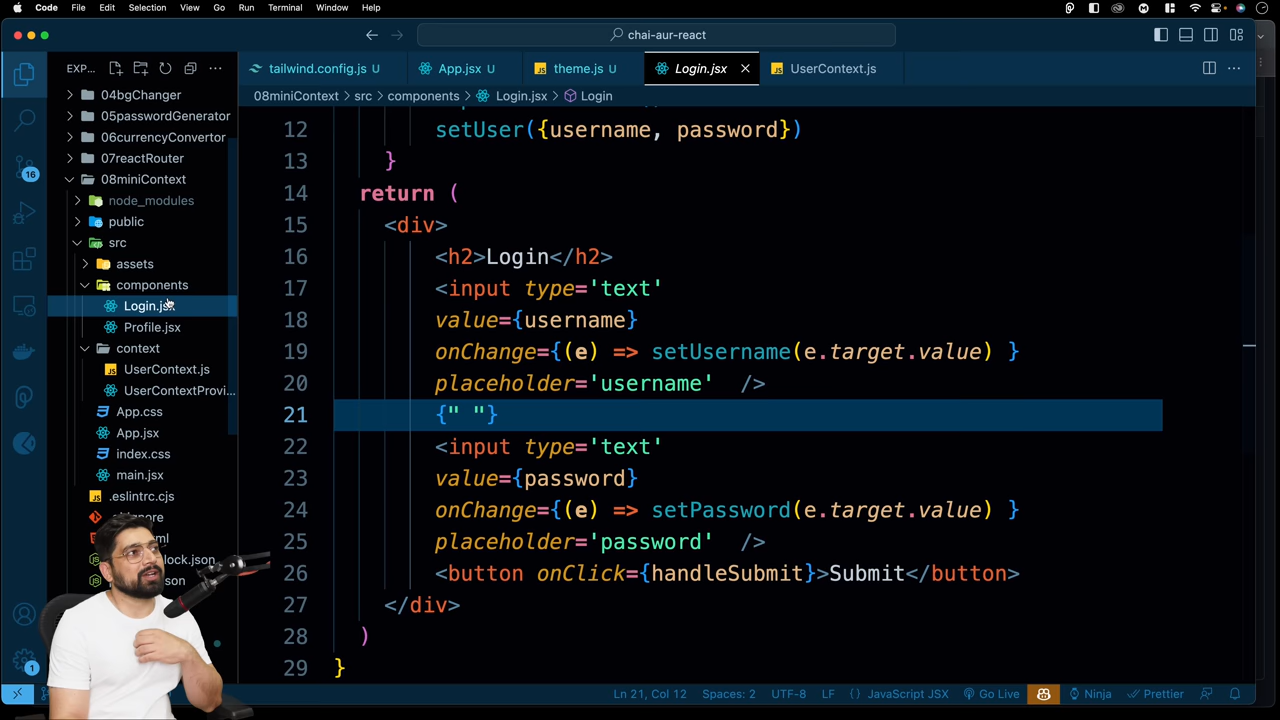 Code File Edit Selection View Go Run Terminal Window Help
chai-aur-react
EXP...
tailwind.config.js U
App.jsx U
theme.js U
Login.jsx
UserContext.js
08miniContext > src > components > Login.jsx > Login
04bgChanger
05passwordGenerator
06currencyConvertor
07reactRouter
08miniContext
node_modules
public
src
assets
components
Login.jsx
Profile.jsx
context
UserContext.js
UserContextProvi...
App.css
App.jsx
index.css
main.jsx
.eslintrc.cjs
16
1
12 setUser({username, password})
13 }
14 return (
15 <div>
16 <h2>Login</h2>
17 <input type='text'
18 value={username}
19 onChange={(e) => setUsername(e.target.value) }
20 placeholder='username' />
21 {" "}
22 <input type='text'
23 value={password}
24 onChange={(e) => setPassword(e.target.value) }
25 placeholder='password' />
26 <button onClick={handleSubmit}>Submit</button>
27 </div>
28 )
29 }
Ln 21, Col 12 Spaces: 2 UTF-8 LF {} JavaScript JSX Go Live Ninja Prettier